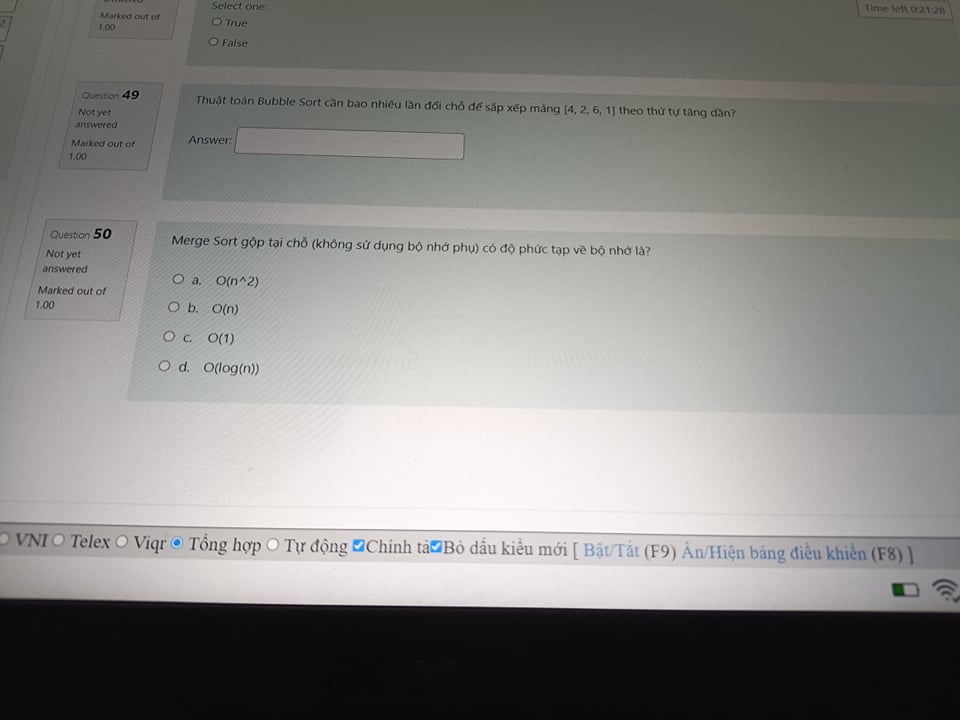 Select one:
True
False
Marked out of
1.00
Time left 0:21:28
Question 49
Not yet
answered
Marked out of
1.00
Thuật toán Bubble Sort cần bao nhiêu lần đổi chỗ để sắp xếp mảng [4, 2, 6, 1] theo thứ tự tăng dần?
Answer:
Question 50
Not yet
answered
Marked out of
1.00
Merge Sort gộp tại chỗ (không sử dụng bộ nhớ phụ) có độ phức tạp về bộ nhớ là?
a. O(n^2)
b. O(n)
c. O(1)
d. O(log(n))
VNI Telex Viqr Tổng hợp Tự động Chính tả Bỏ dấu kiểu mới [ Bật/Tắt (F9) Ẩn/Hiện bảng điều khiển (F8) ]